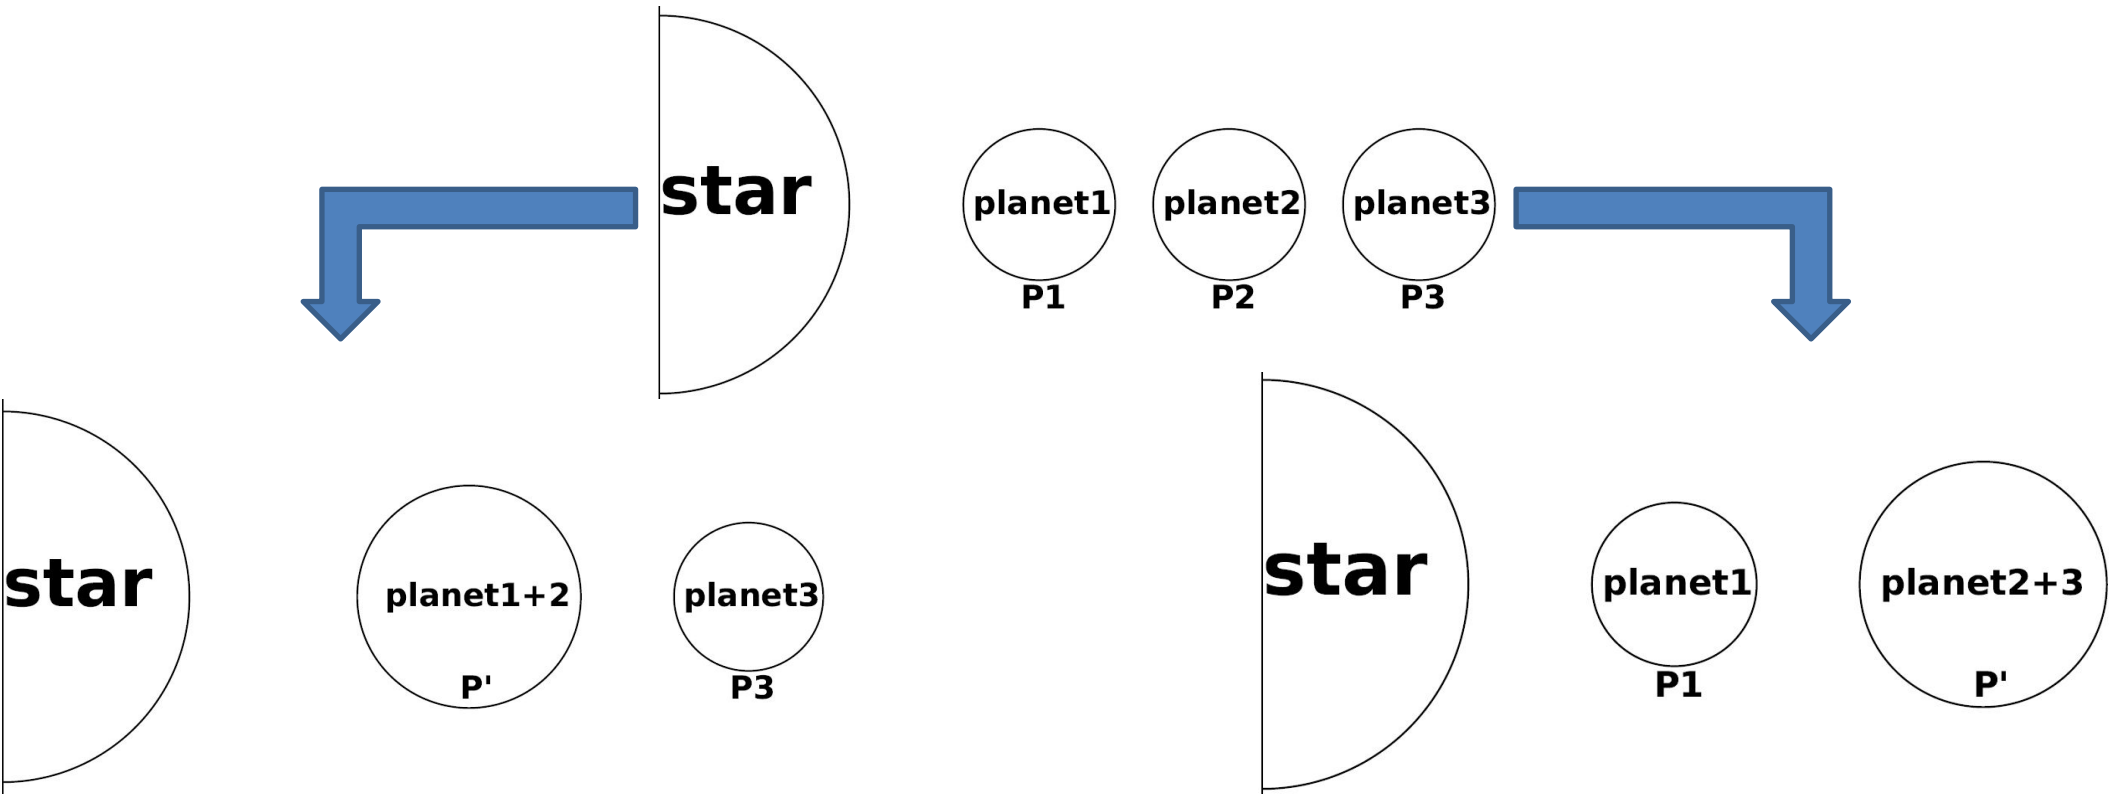 star
planet1
planet2
planet3
P1
P2
P3
star
planet1+2
P'
planet3
P3
star
planet1
P1
planet2+3
P'